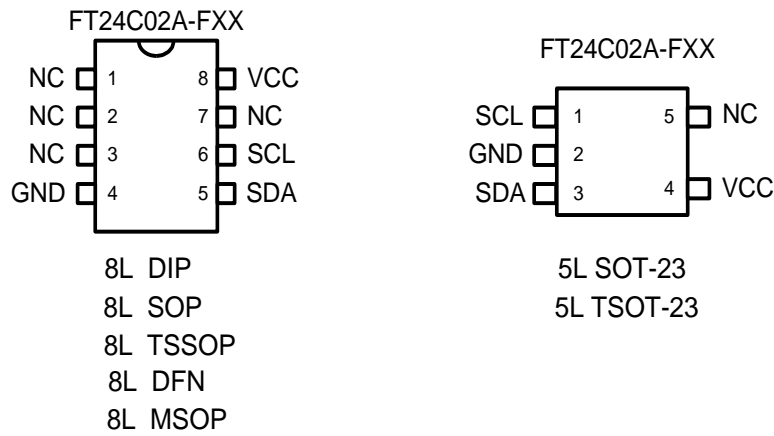 FT24C02A-FXX
NC 1 8 VCC
NC 2 7 NC
NC 3 6 SCL
GND 4 5 SDA
8L DIP
8L SOP
8L TSSOP
8L DFN
8L MSOP
FT24C02A-FXX
SCL 1 5 NC
GND 2
SDA 3 4 VCC
5L SOT-23
5L TSOT-23